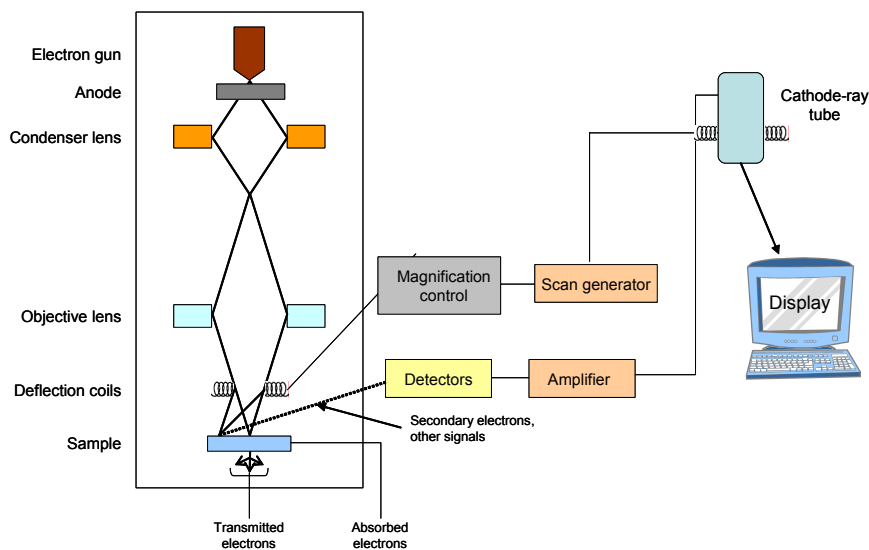 Electron gun
Anode
Condenser lens
Objective lens
Deflection coils
Sample
Transmitted
electrons
Absorbed
electrons
Magnification
control
Scan generator
Detectors
Amplifier
Secondary electrons,
other signals
Cathode-ray
tube
Display